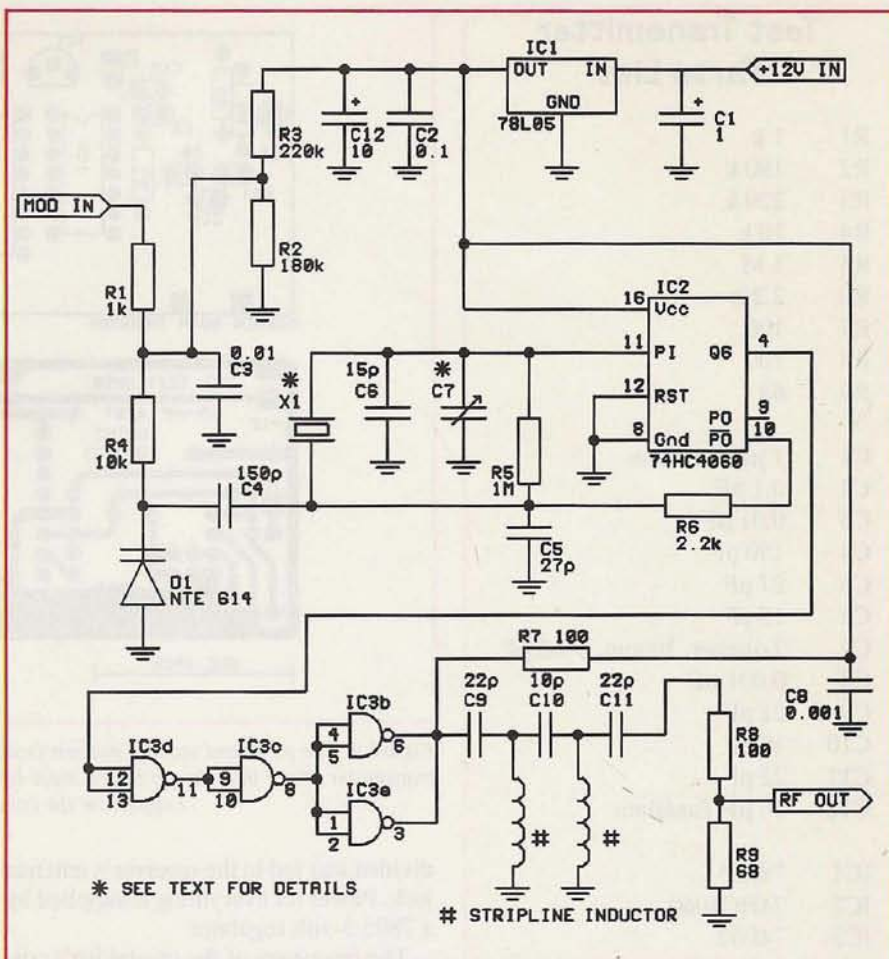 IC1
OUT IN
GND
78L05
+12V IN
+
C1
1
R3
220k
+
C12
10
C2
0.1
MOD IN
R2
180k
R1
1k
0.01
C3
✱
X1
15p
C6
✱
C7
IC2
16 Vcc
11 PI Q6 4
12 RST
PO 9
8 Gnd PO 10
74HC4060
R4
10k
150p
C4
R5
1M
R6
2.2k
C5
27p
D1
NTE 614
R7 100
22p
C9
10p
C10
22p
C11
C8
0.001
IC3b
4
5
6
IC3d
12
13
11
IC3c
9
10
8
IC3a
1
2
3
R8
100
RF OUT
R9
68
# #
✱ SEE TEXT FOR DETAILS
# STRIPLINE INDUCTOR